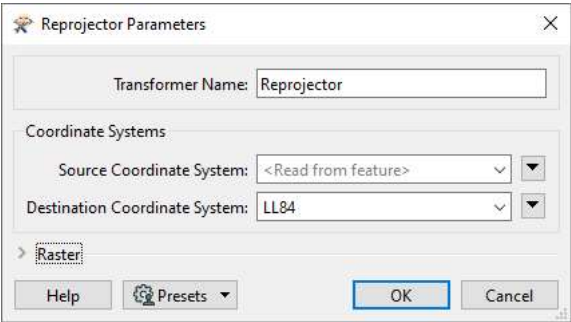 Reprojector Parameters
Transformer Name: Reprojector
Coordinate Systems
Source Coordinate System: <Read from feature>
Destination Coordinate System: LL84
Raster
Help Presets OK Cancel